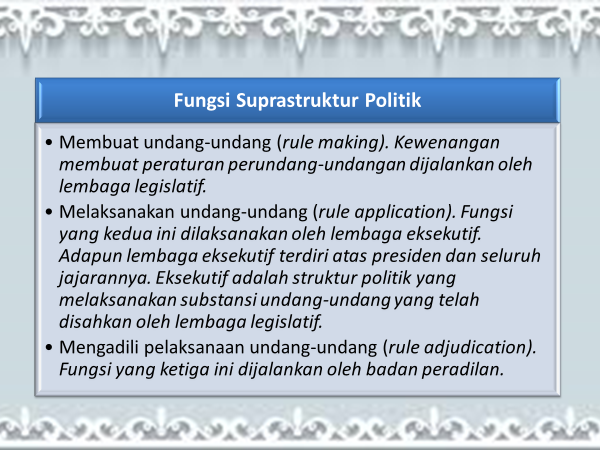 Fungsi Suprastruktur Politik
• Membuat undang-undang (rule making). Kewenangan
membuat peraturan perundang-undangan dijalankan oleh
lembaga legislatif.
• Melaksanakan undang-undang (rule application). Fungsi
yang kedua ini dilaksanakan oleh lembaga eksekutif.
Adapun lembaga eksekutif terdiri atas presiden dan seluruh
jajarannya. Eksekutif adalah struktur politik yang
melaksanakan substansi undang-undang yang telah
disahkan oleh lembaga legislatif.
• Mengadili pelaksanaan undang-undang (rule adjudication).
Fungsi yang ketiga ini dijalankan oleh badan peradilan.